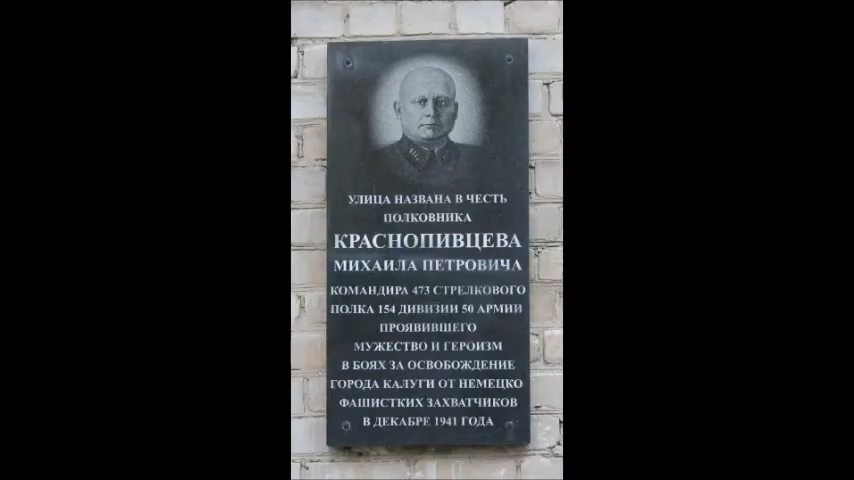 УЛИЦА НАЗВАНА В ЧЕСТЬ
ПОЛКОВНИКА
КРАСНОПИВЦЕВА
МИХАИЛА ПЕТРОВИЧА
КОМАНДИРА 473 СТРЕЛКОВОГО
ПОЛКА 154 ДИВИЗИИ 50 АРМИИ
ПРОЯВИВШЕГО
МУЖЕСТВО И ГЕРОИЗМ
В БОЯХ ЗА ОСВОБОЖДЕНИЕ
ГОРОДА КАЛУГИ ОТ НЕМЕЦКО
ФАШИСТКИХ ЗАХВАТЧИКОВ
В ДЕКАБРЕ 1941 ГОДА